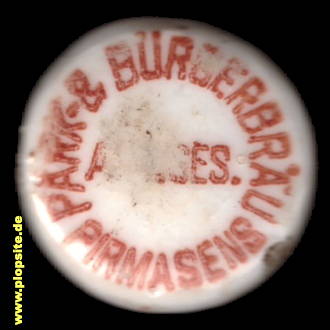 PARK- & BÜRGERBRÄU
PIRMASENS
www.plopsite.de